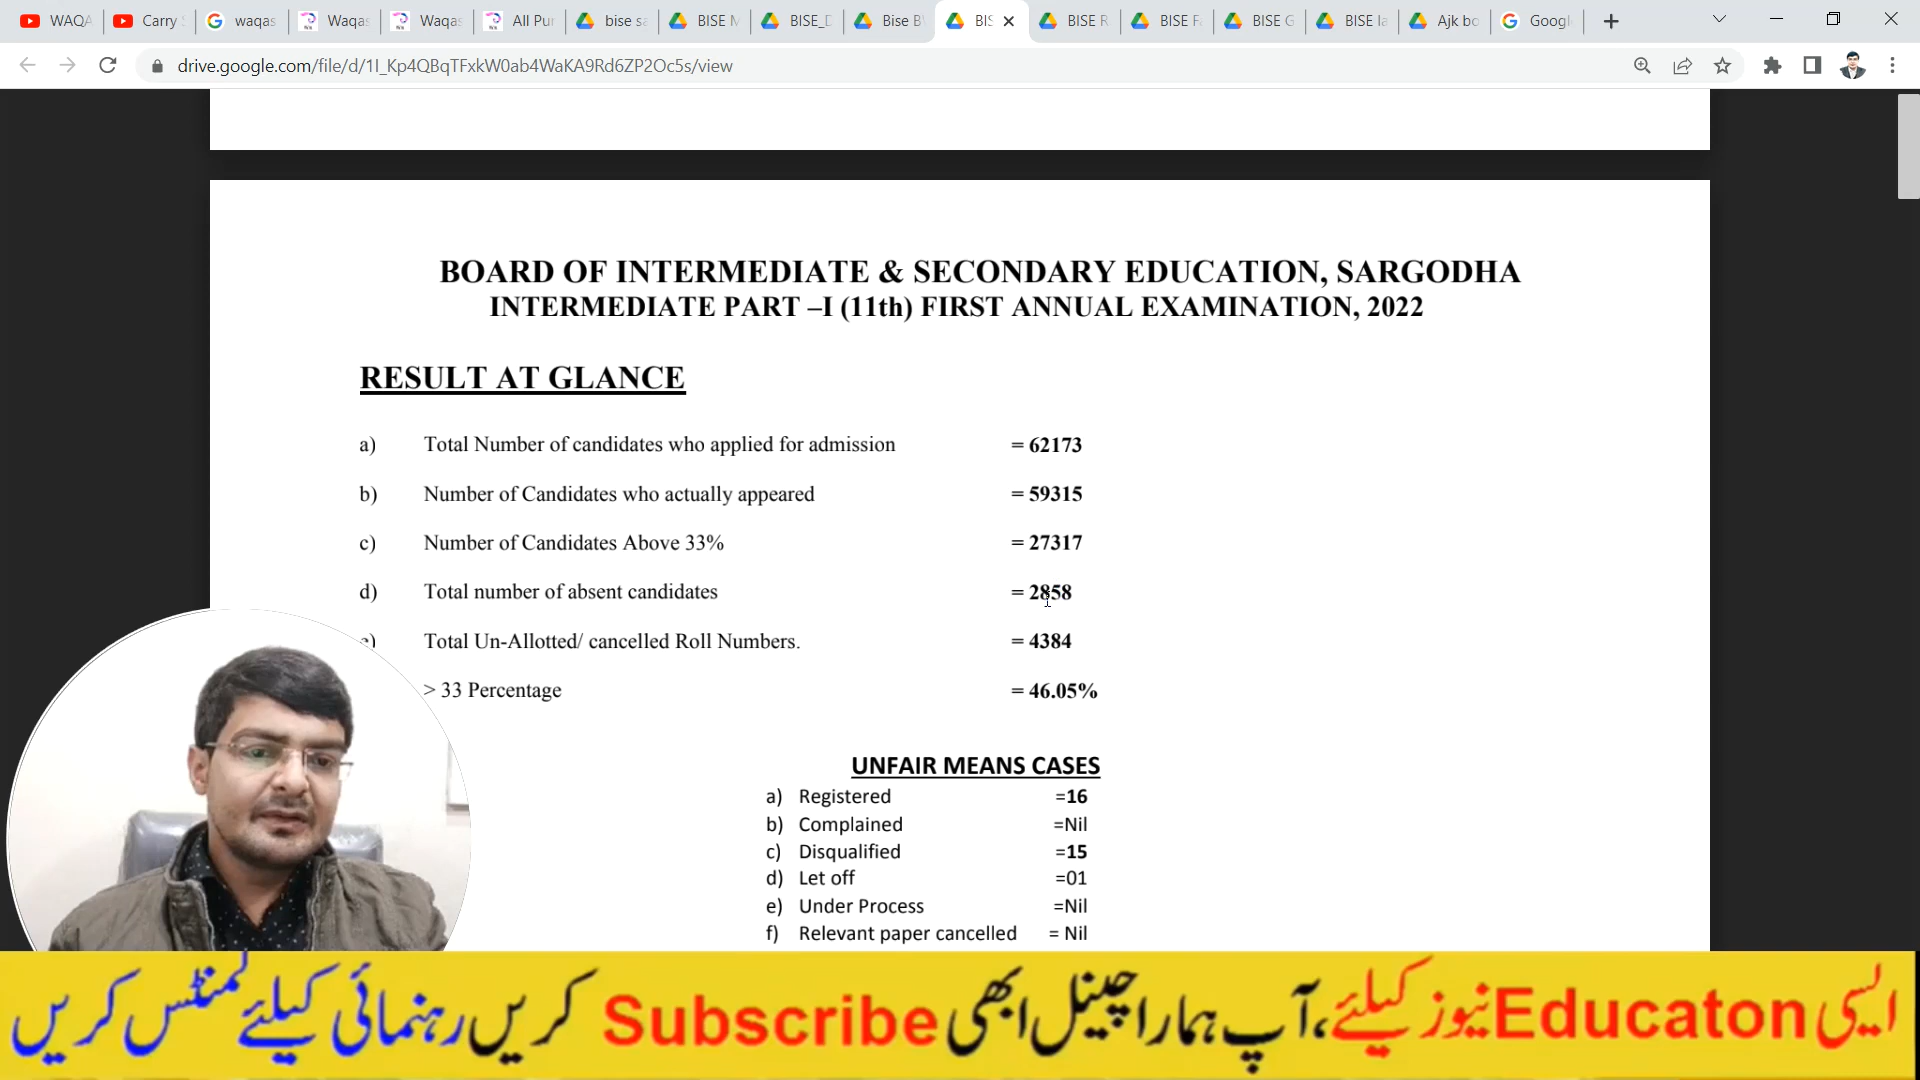 WAQA
Carry
waqas
Waqas
Waqas
All Pur
bise sa
BISE M
BISE_D
Bise B
BIS
BISE R
BISE F
BISE G
BISE la
Ajk bo
Googl
drive.google.com/file/d/1I_Kp4QBqTFxkW0ab4WaKA9Rd6ZP2Oc5s/view
BOARD OF INTERMEDIATE & SECONDARY EDUCATION, SARGODHA
INTERMEDIATE PART –I (11th) FIRST ANNUAL EXAMINATION, 2022
RESULT AT GLANCE
a) Total Number of candidates who applied for admission = 62173
b) Number of Candidates who actually appeared = 59315
c) Number of Candidates Above 33% = 27317
d) Total number of absent candidates = 2858
e) Total Un-Allotted/ cancelled Roll Numbers. = 4384
> 33 Percentage = 46.05%
UNFAIR MEANS CASES
a) Registered =16
b) Complained =Nil
c) Disqualified =15
d) Let off =01
e) Under Process =Nil
f) Relevant paper cancelled = Nil
ایسی Educatonنیوز کیلئے، آپ ہمارا چینل ابھی Subscribe کریں رہنمائی کیلئے کمنٹس کریں